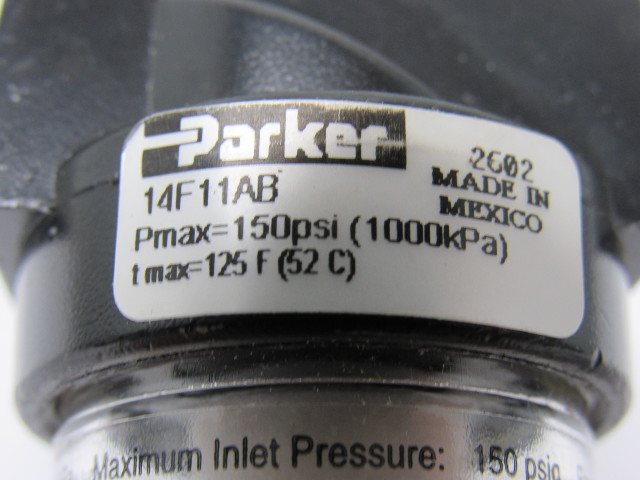 Parker
14F11AB
2602
MADE IN
MEXICO
Pmax=150psi (1000kPa)
t max=125 F (52 C)
Maximum Inlet Pressure: 150 psig